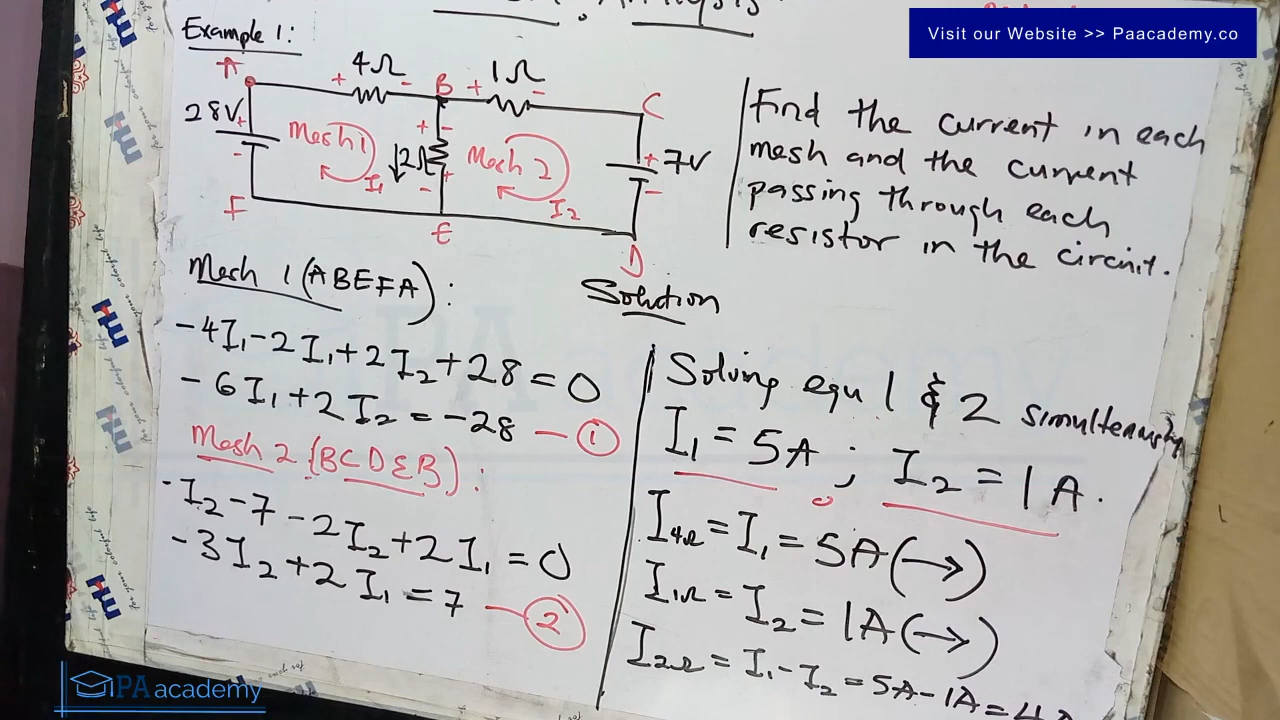 Analysis
Visit our Website >> Paacademy.co
Example 1:
A
+ 4Ω -
B
+ 1Ω -
C
28V
+
-
Mesh 1
I₁
+ -
2Ω
- +
Mesh 2
I₂
+
7V
-
F
E
D
Find the current in each
mesh and the current
passing through each
resistor in the circuit.
Solution
Mesh 1 (ABEFA):
-4I₁-2I₁+2I₂+28=0
-6I₁+2I₂=-28 — ①
Mesh 2 (BCDEB):
-I₂-7-2I₂+2I₁=0
-3I₂+2I₁=7 — ②
Solving equ 1 & 2
I₁=5A; I₂=1A.
I4Ω=I₁=5A(→)
I1Ω=I₂=1A(→)
I2Ω=I₁-I₂=5A-1A=4A
PA academy